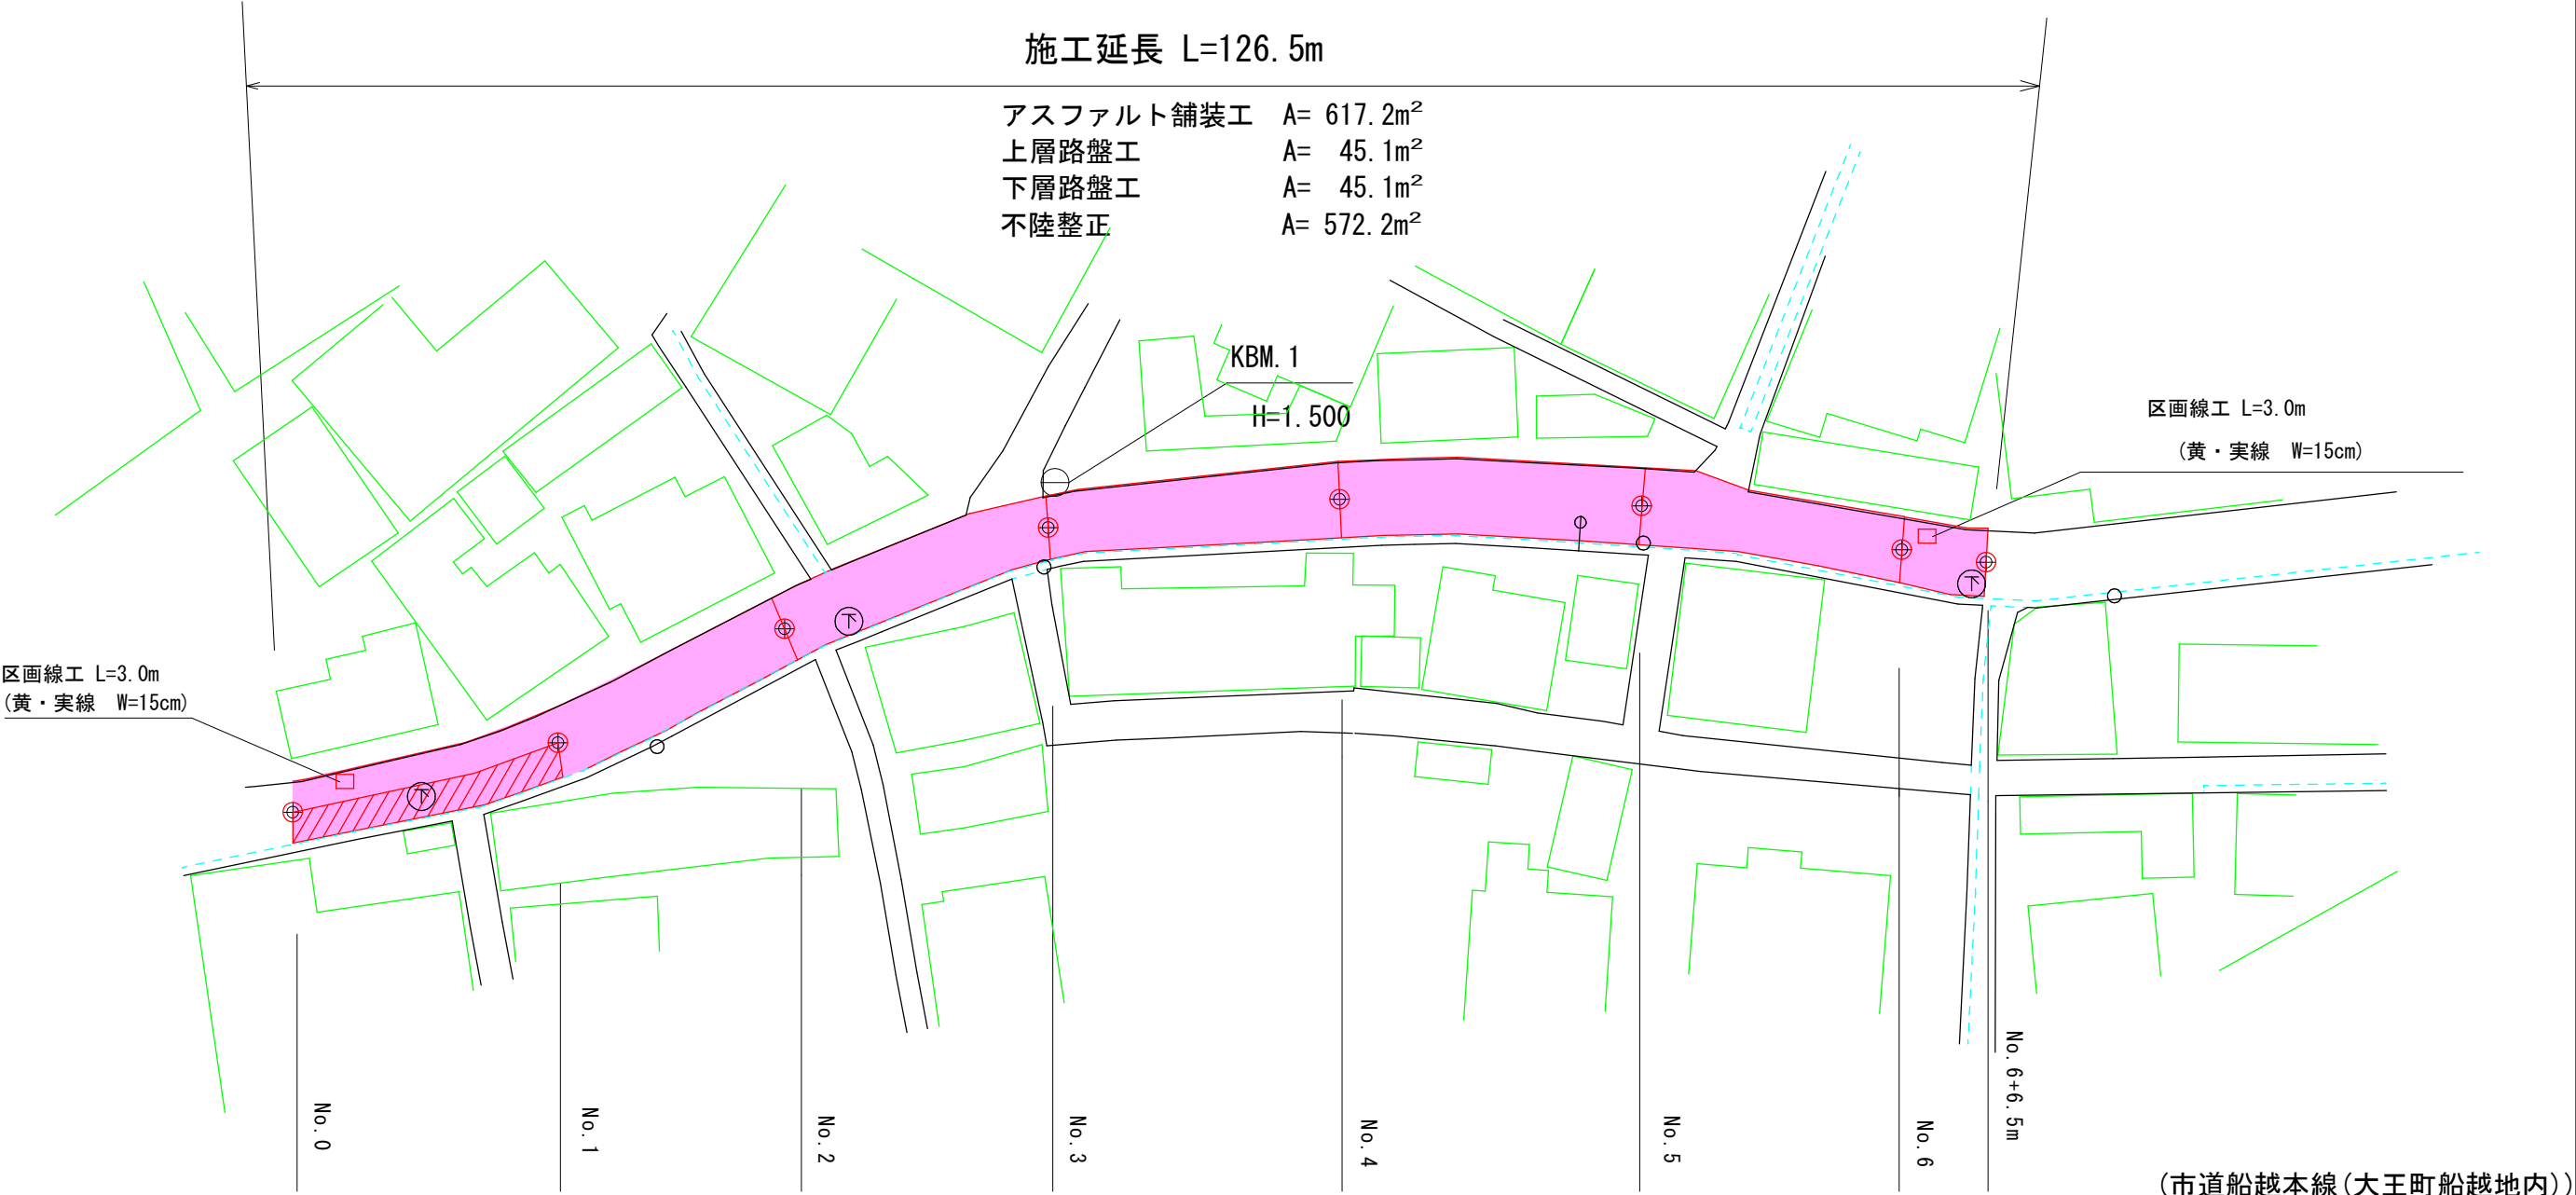 施工延長 L=126.5m
アスファルト舗装工 A= 617.2m²
上層路盤工 A= 45.1m²
下層路盤工 A= 45.1m²
不陸整正 A= 572.2m²
KBM.1
H=1.500
区画線工 L=3.0m
(黄・実線 W=15cm)
区画線工 L=3.0m
(黄・実線 W=15cm)
下
下
下
No.0
No.1
No.2
No.3
No.4
No.5
No.6
No.6+6.5m
(市道船越本線(大王町船越地内))